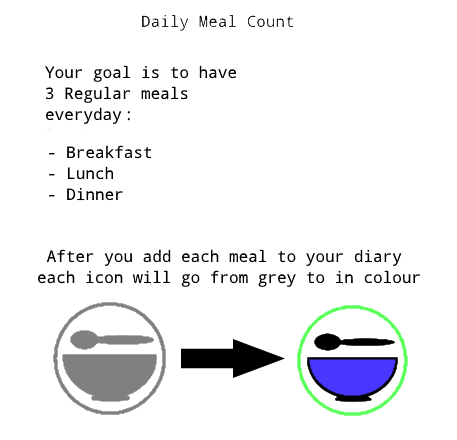 Daily Meal Count
Your goal is to have
3 Regular meals
everyday:
- Breakfast
- Lunch
- Dinner
After you add each meal to your diary
each icon will go from grey to in colour